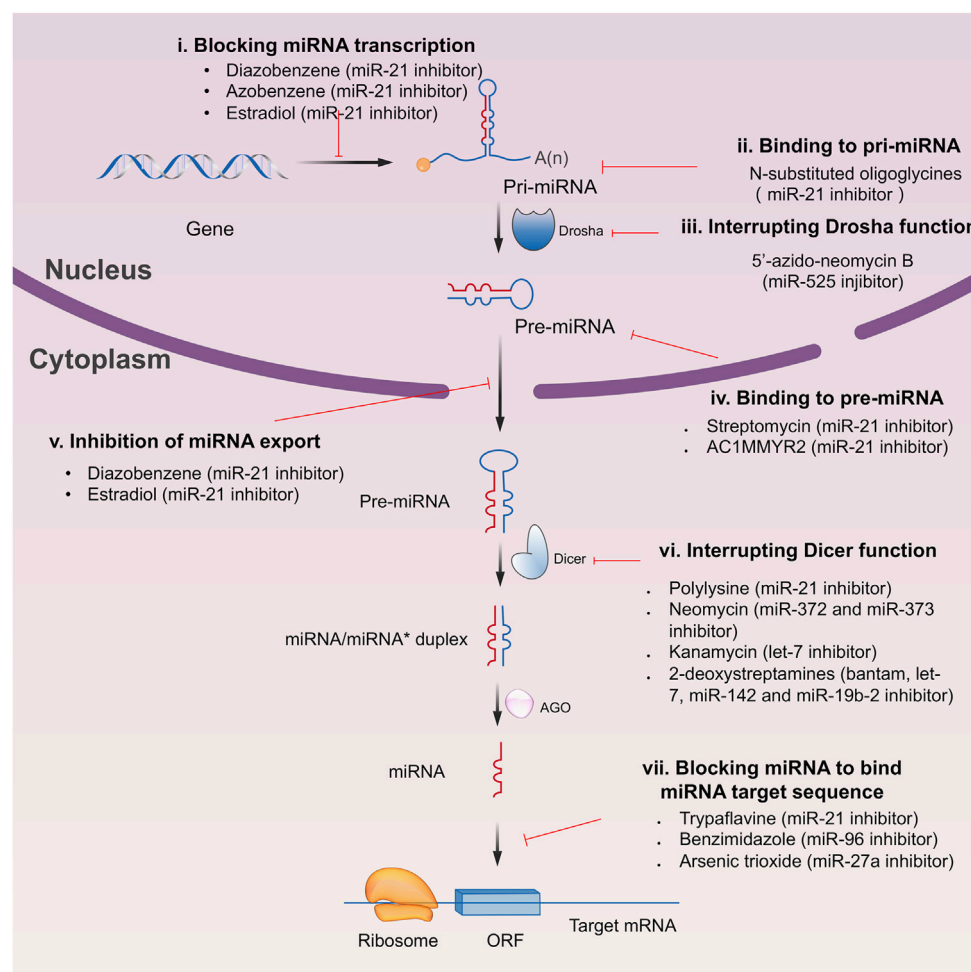 i. Blocking miRNA transcription
• Diazobenzene (miR-21 inhibitor)
• Azobenzene (miR-21 inhibitor)
• Estradiol (miR-21 inhibitor)
A(n)
Pri-miRNA
ii. Binding to pri-miRNA
N-substituted oligoglycines
( miR-21 inhibitor )
Gene
Drosha
iii. Interrupting Drosha function
5’-azido-neomycin B
(miR-525 injibitor)
Nucleus
Pre-miRNA
Cytoplasm
iv. Binding to pre-miRNA
. Streptomycin (miR-21 inhibitor)
. AC1MMYR2 (miR-21 inhibitor)
v. Inhibition of miRNA export
• Diazobenzene (miR-21 inhibitor)
• Estradiol (miR-21 inhibitor)
Pre-miRNA
Dicer
vi. Interrupting Dicer function
. Polylysine (miR-21 inhibitor)
. Neomycin (miR-372 and miR-373
inhibitor)
. Kanamycin (let-7 inhibitor)
. 2-deoxystreptamines (bantam, let-
7, miR-142 and miR-19b-2 inhibitor)
miRNA/miRNA* duplex
AGO
miRNA
vii. Blocking miRNA to bind
miRNA target sequence
. Trypaflavine (miR-21 inhibitor)
. Benzimidazole (miR-96 inhibitor)
. Arsenic trioxide (miR-27a inhibitor)
Target mRNA
Ribosome
ORF